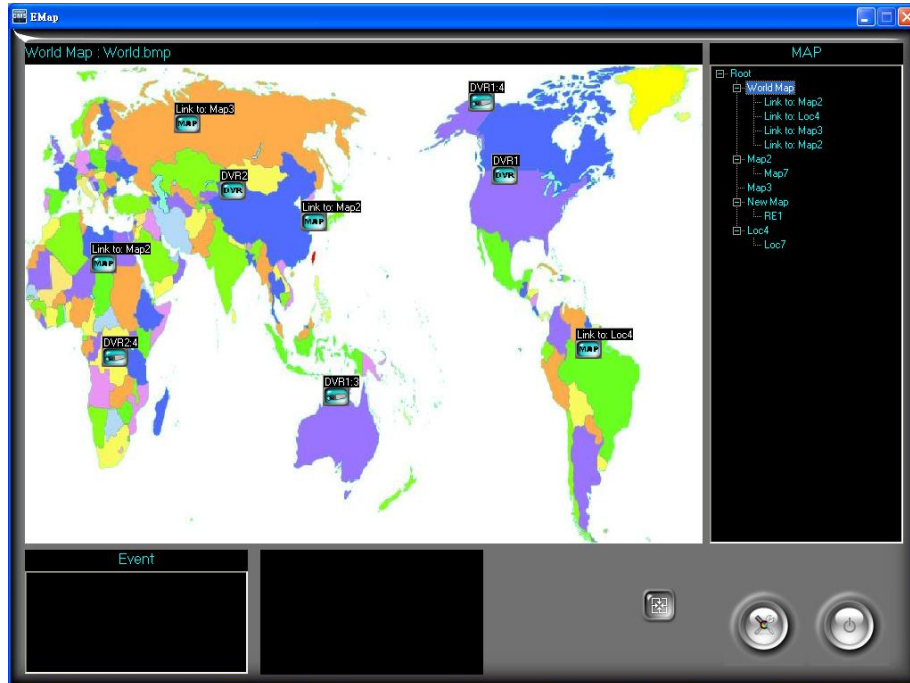 EMap
World Map : World.bmp
MAP
DVR1:4
Link to: Map3
MAP
DVR1
DVR
DVR2
DVR
Link to: Map2
MAP
Link to: Map2
MAP
DVR2:4
Link to: Loc4
MAP
DVR1:3
Root
World Map
Link to: Map2
Link to: Loc4
Link to: Map3
Link to: Map2
Map2
Map7
Map3
New Map
RE1
Loc4
Loc7
Event